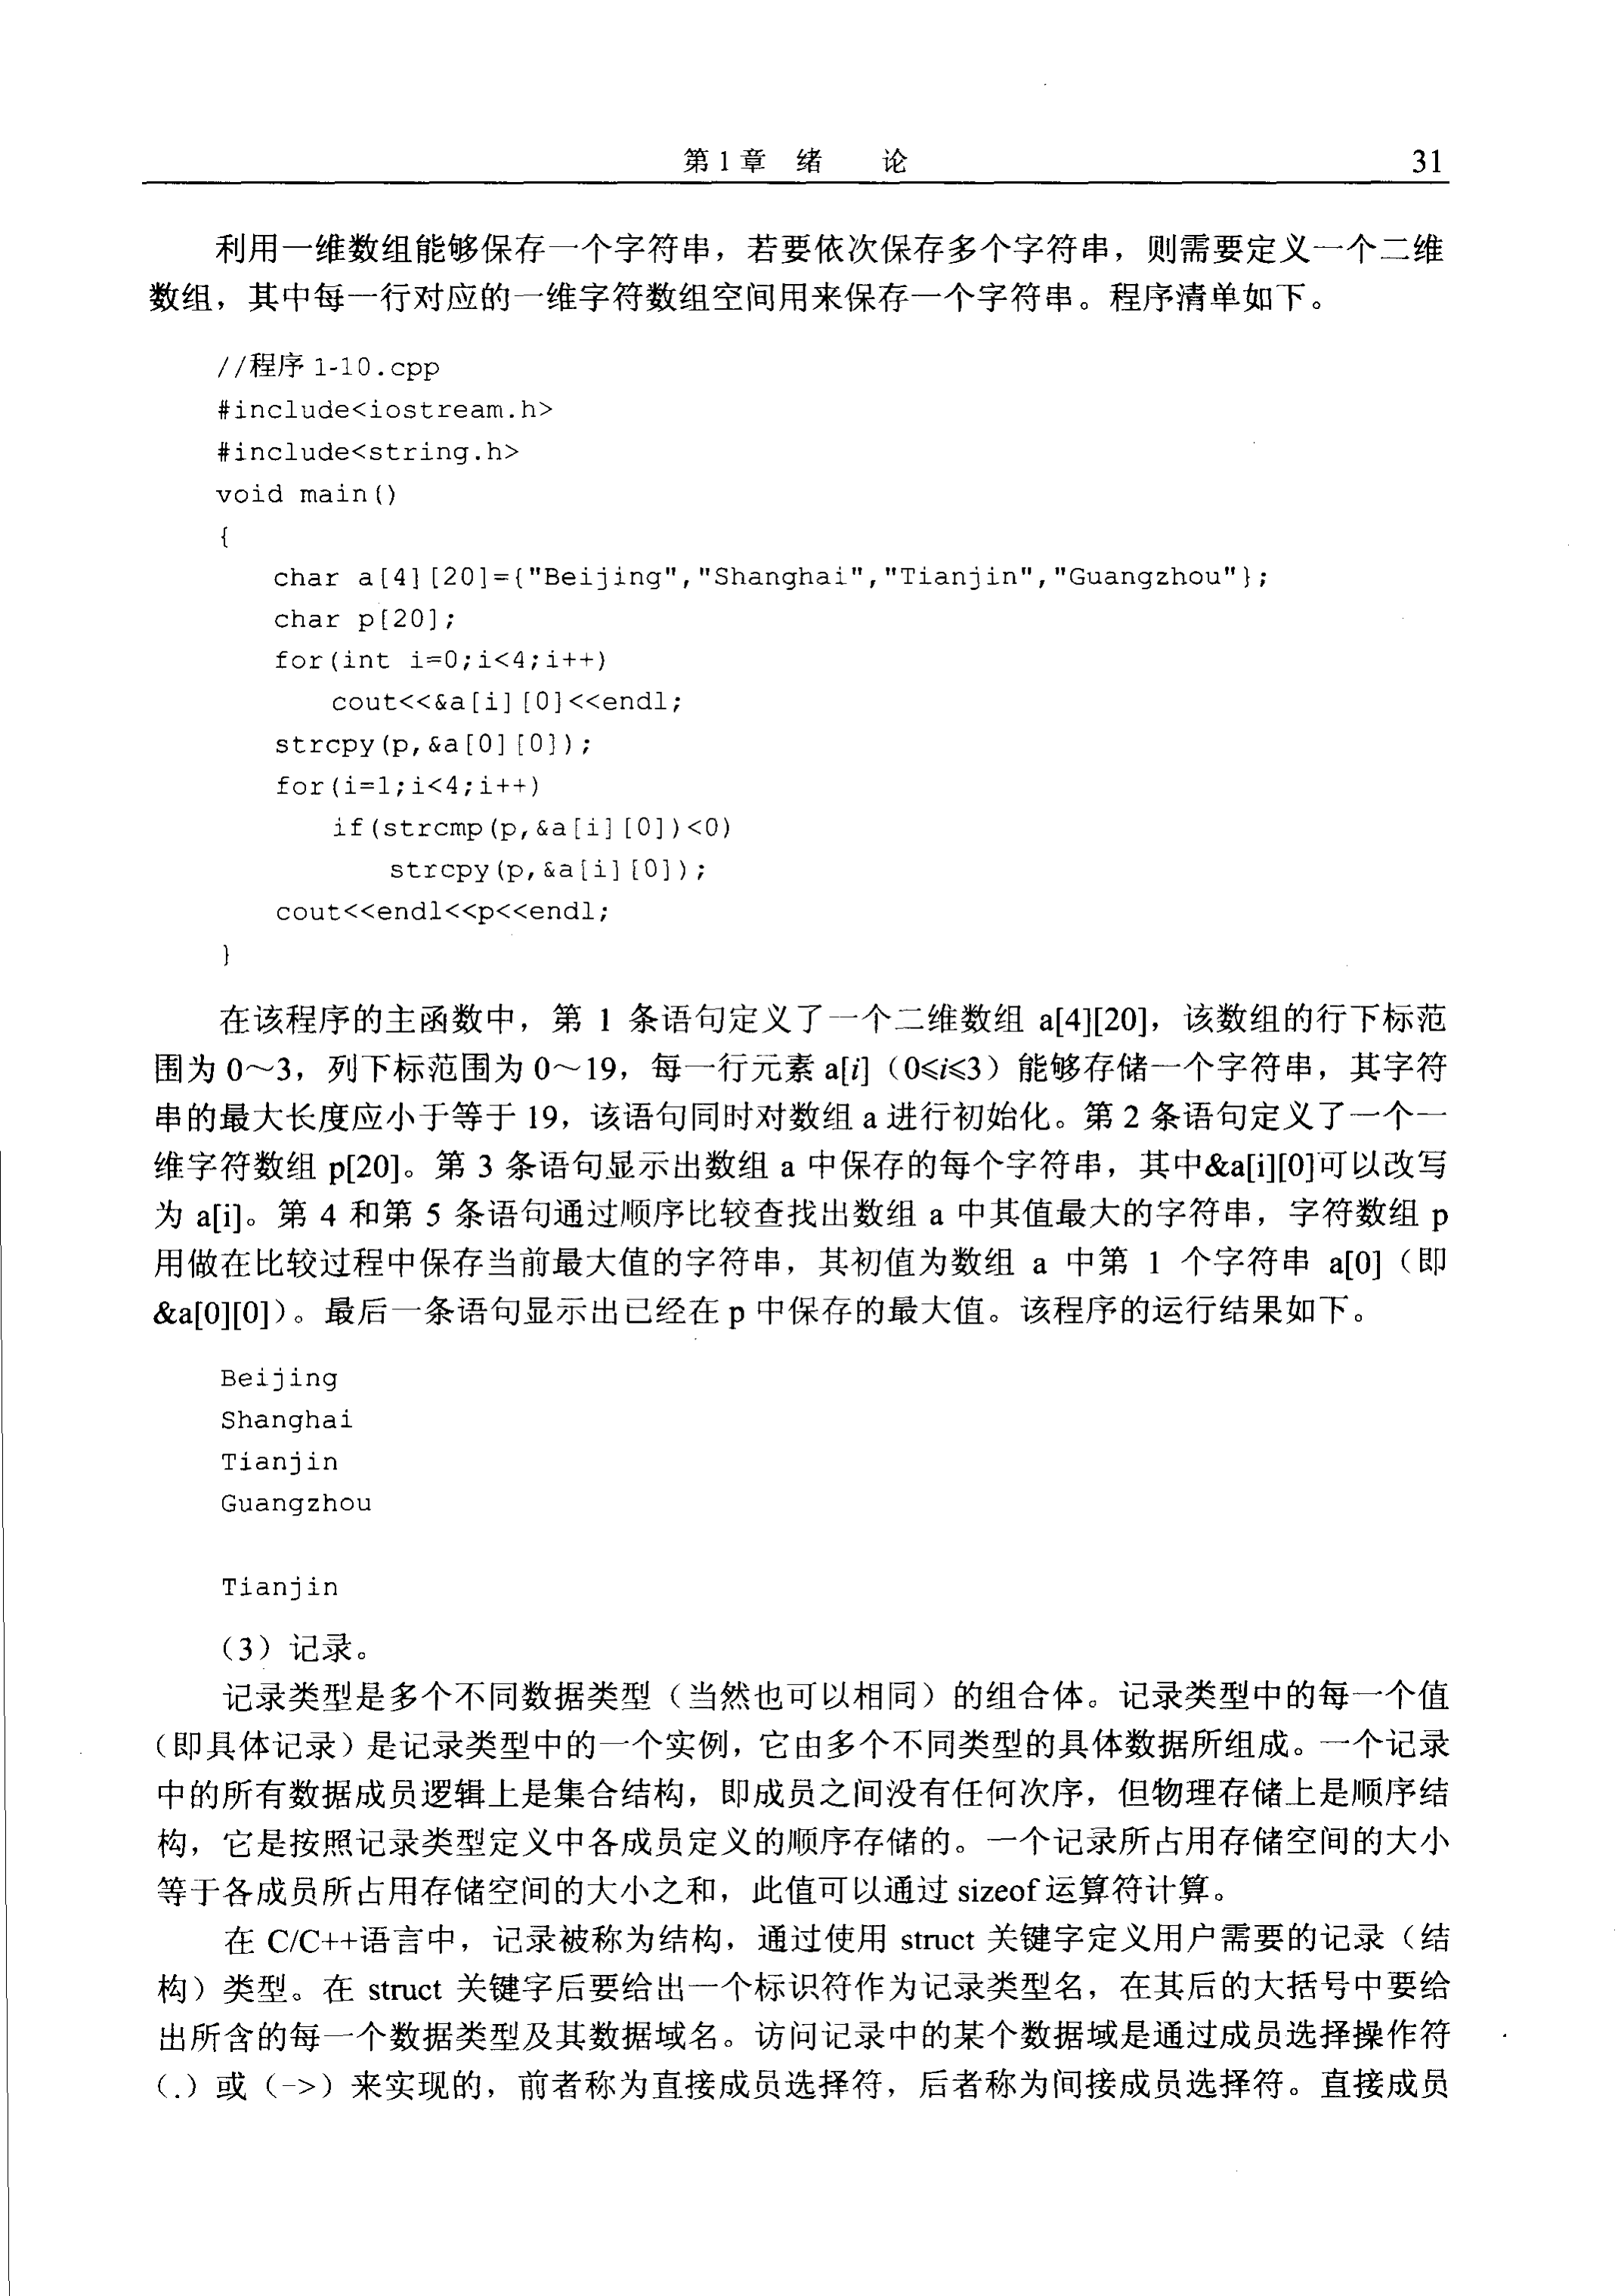 第1章 绪 论 31
利用一维数组能够保存一个字符串，若要依次保存多个字符串，则需要定义一个二维
数组，其中每一行对应的一维字符数组空间用来保存一个字符串。程序清单如下。
//程序1-10.cpp
#include<iostream.h>
#include<string.h>
void main()
{
char a[4][20]={"Beijing","Shanghai","Tianjin","Guangzhou"};
char p[20];
for(int i=0;i<4;i++)
cout<<&a[i][0]<<endl;
strcpy(p,&a[0][0]);
for(i=1;i<4;i++)
if(strcmp(p,&a[i][0])<0)
strcpy(p,&a[i][0]);
cout<<endl<<p<<endl;
}
在该程序的主函数中，第 1 条语句定义了一个二维数组 a[4][20]，该数组的行下标范
围为 0～3，列下标范围为 0～19，每一行元素 a[i]（0≤i≤3）能够存储一个字符串，其字符
串的最大长度应小于等于 19，该语句同时对数组 a 进行初始化。第 2 条语句定义了一个一
维字符数组 p[20]。第 3 条语句显示出数组 a 中保存的每个字符串，其中&a[i][0]可以改写
为 a[i]。第 4 和第 5 条语句通过顺序比较查找出数组 a 中其值最大的字符串，字符数组 p
用做在比较过程中保存当前最大值的字符串，其初值为数组 a 中第 1 个字符串 a[0]（即
&a[0][0]）。最后一条语句显示出已经在 p 中保存的最大值。该程序的运行结果如下。
Beijing
Shanghai
Tianjin
Guangzhou
Tianjin
（3）记录。
记录类型是多个不同数据类型（当然也可以相同）的组合体。记录类型中的每一个值
（即具体记录）是记录类型中的一个实例，它由多个不同类型的具体数据所组成。一个记录
中的所有数据成员逻辑上是集合结构，即成员之间没有任何次序，但物理存储上是顺序结
构，它是按照记录类型定义中各成员定义的顺序存储的。一个记录所占用存储空间的大小
等于各成员所占用存储空间的大小之和，此值可以通过 sizeof 运算符计算。
在 C/C++语言中，记录被称为结构，通过使用 struct 关键字定义用户需要的记录（结
构）类型。在 struct 关键字后要给出一个标识符作为记录类型名，在其后的大括号中要给
出所含的每一个数据类型及其数据域名。访问记录中的某个数据域是通过成员选择操作符
（.）或（->）来实现的，前者称为直接成员选择符，后者称为间接成员选择符。直接成员